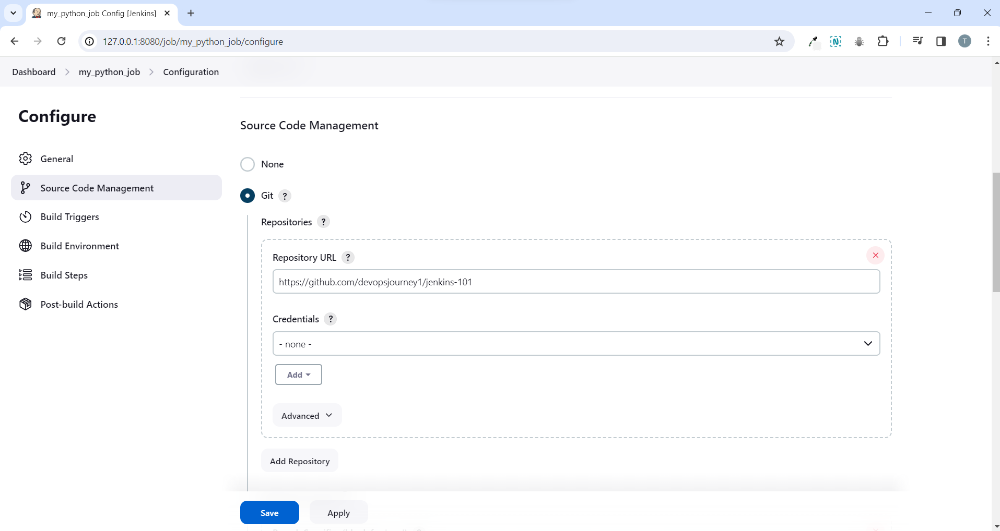 my_python_job Config [Jenkins]
127.0.0.1:8080/job/my_python_job/configure
T
Dashboard > my_python_job > Configuration
Configure
General
Source Code Management
Build Triggers
Build Environment
Build Steps
Post-build Actions
Source Code Management
None
Git ?
Repositories ?
Repository URL ?
https://github.com/devopsjourney1/jenkins-101
Credentials ?
- none -
Add
Advanced
Add Repository
Save
Apply